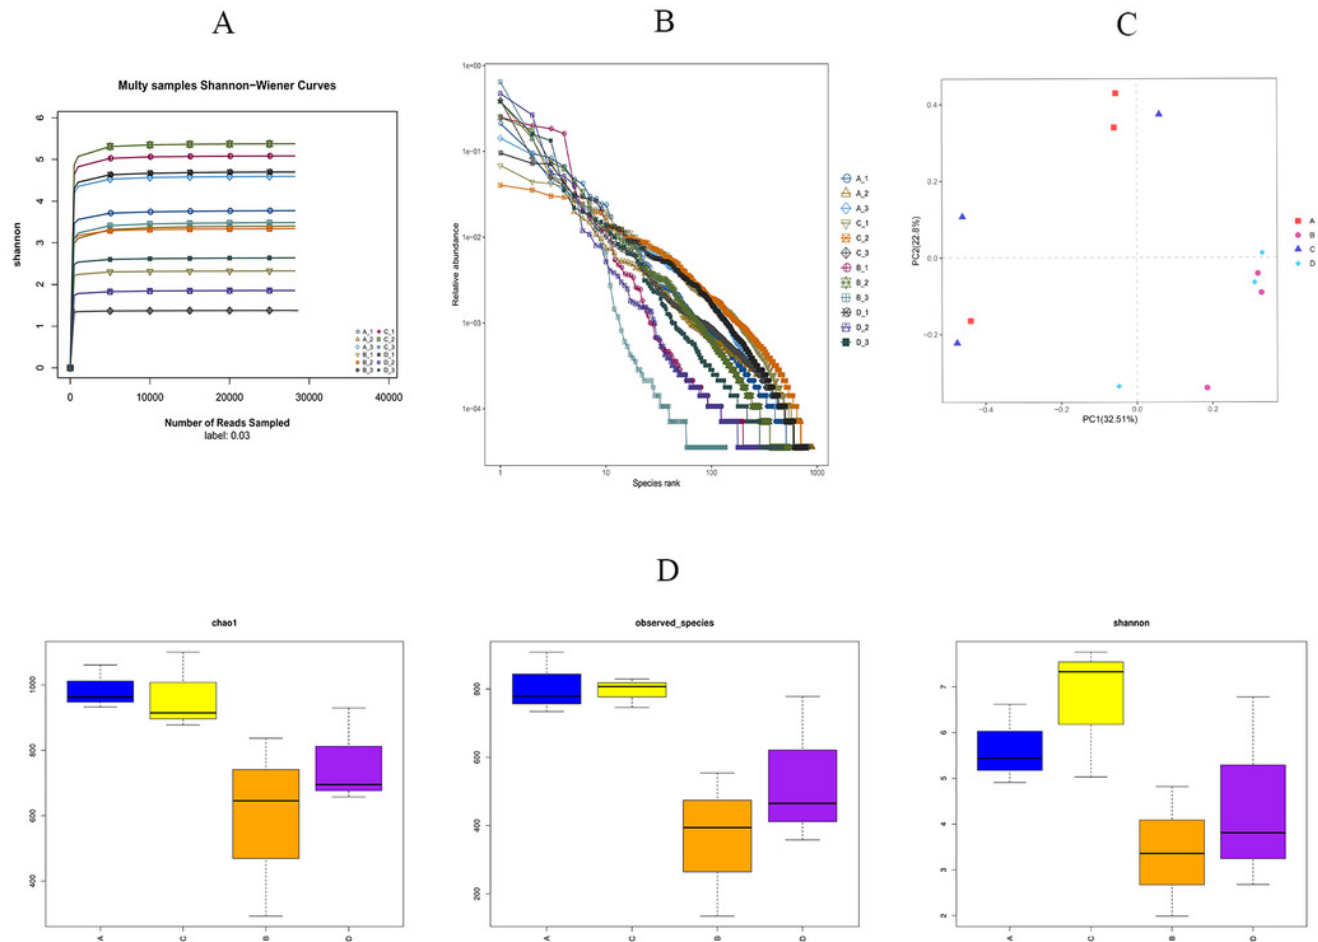 A
B
C
Multy samples Shannon-Wiener Curves
shannon
6
5
4
3
2
1
0
0 10000 20000 30000 40000
Number of Reads Sampled
label: 0.03
A_1 C_1
A_2 C_2
A_3 C_3
B_1 D_1
B_2 D_2
B_3 D_3
Relative abundance
1e+00
1e-01
1e-02
1e-03
1e-04
1 10 100 1000
Species rank
A_1
A_2
A_3
C_1
C_2
C_3
B_1
B_2
B_3
D_1
D_2
D_3
PC2(22.8%)
0.4
0.2
0.0
-0.2
-0.4 -0.2 0.0 0.2
PC1(32.51%)
A
B
C
D
D
chao1
1000
800
600
400
A C B D
observed_species
800
600
400
200
A C B D
shannon
7
6
5
4
3
2
A C B D